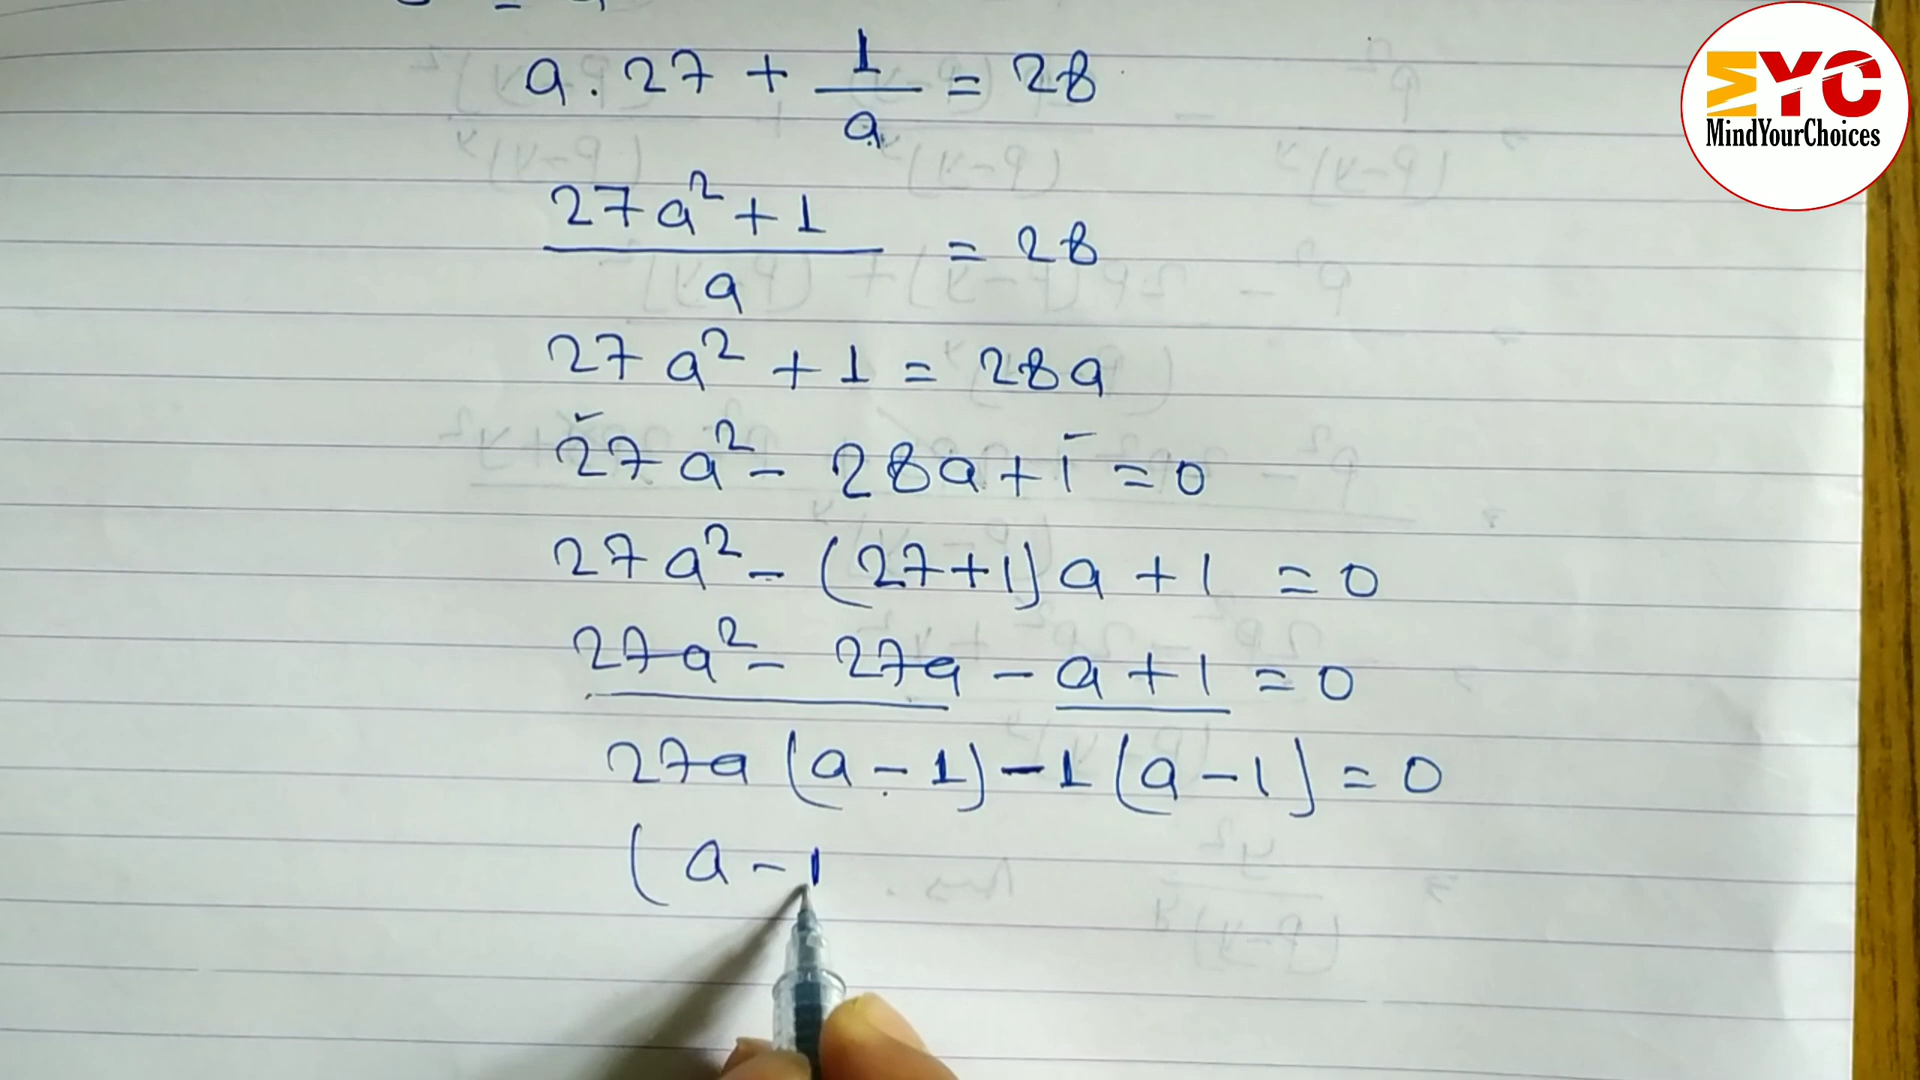 a . 27 + 1/a = 28
MYC
MindYourChoices
(27a² + 1)/a = 28
27a² + 1 = 28a
27a² - 28a + 1 = 0
27a² - (27+1)a + 1 = 0
27a² - 27a - a + 1 = 0
27a (a - 1) - 1 (a - 1) = 0
( a - 1